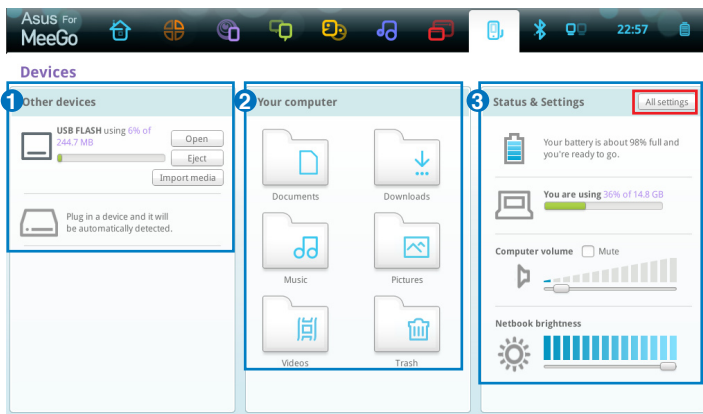 Asus For
MeeGo
22:57
Devices
1
Other devices
USB FLASH using 6% of
244.7 MB
Open
Eject
Import media
Plug in a device and it will
be automatically detected.
2
Your computer
Documents
Downloads
Music
Pictures
Videos
Trash
3
Status & Settings
All settings
Your battery is about 98% full and
you're ready to go.
You are using 36% of 14.8 GB
Computer volume
Mute
Netbook brightness